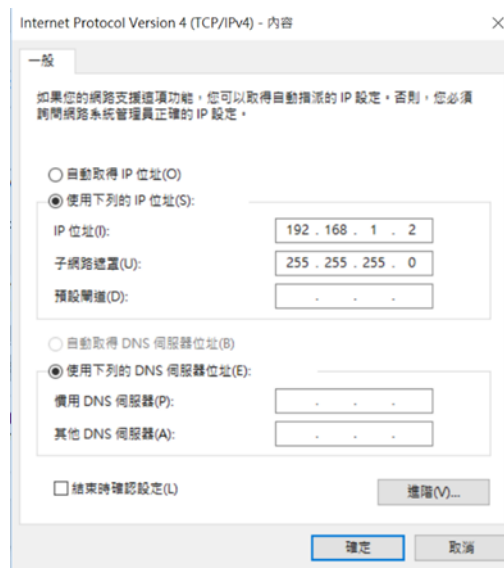 Internet Protocol Version 4 (TCP/IPv4) - 內容
一般
如果您的網路支援這項功能，您可以取得自動指派的 IP 設定。否則，您必須
詢問網路系統管理員正確的 IP 設定。
自動取得 IP 位址(O)
使用下列的 IP 位址(S):
IP 位址(I): 192 . 168 . 1 . 2
子網路遮罩(U): 255 . 255 . 255 . 0
預設閘道(D): . . .
自動取得 DNS 伺服器位址(B)
使用下列的 DNS 伺服器位址(E):
慣用 DNS 伺服器(P): . . .
其他 DNS 伺服器(A): . . .
結束時確認設定(L)
進階(V)...
確定 取消